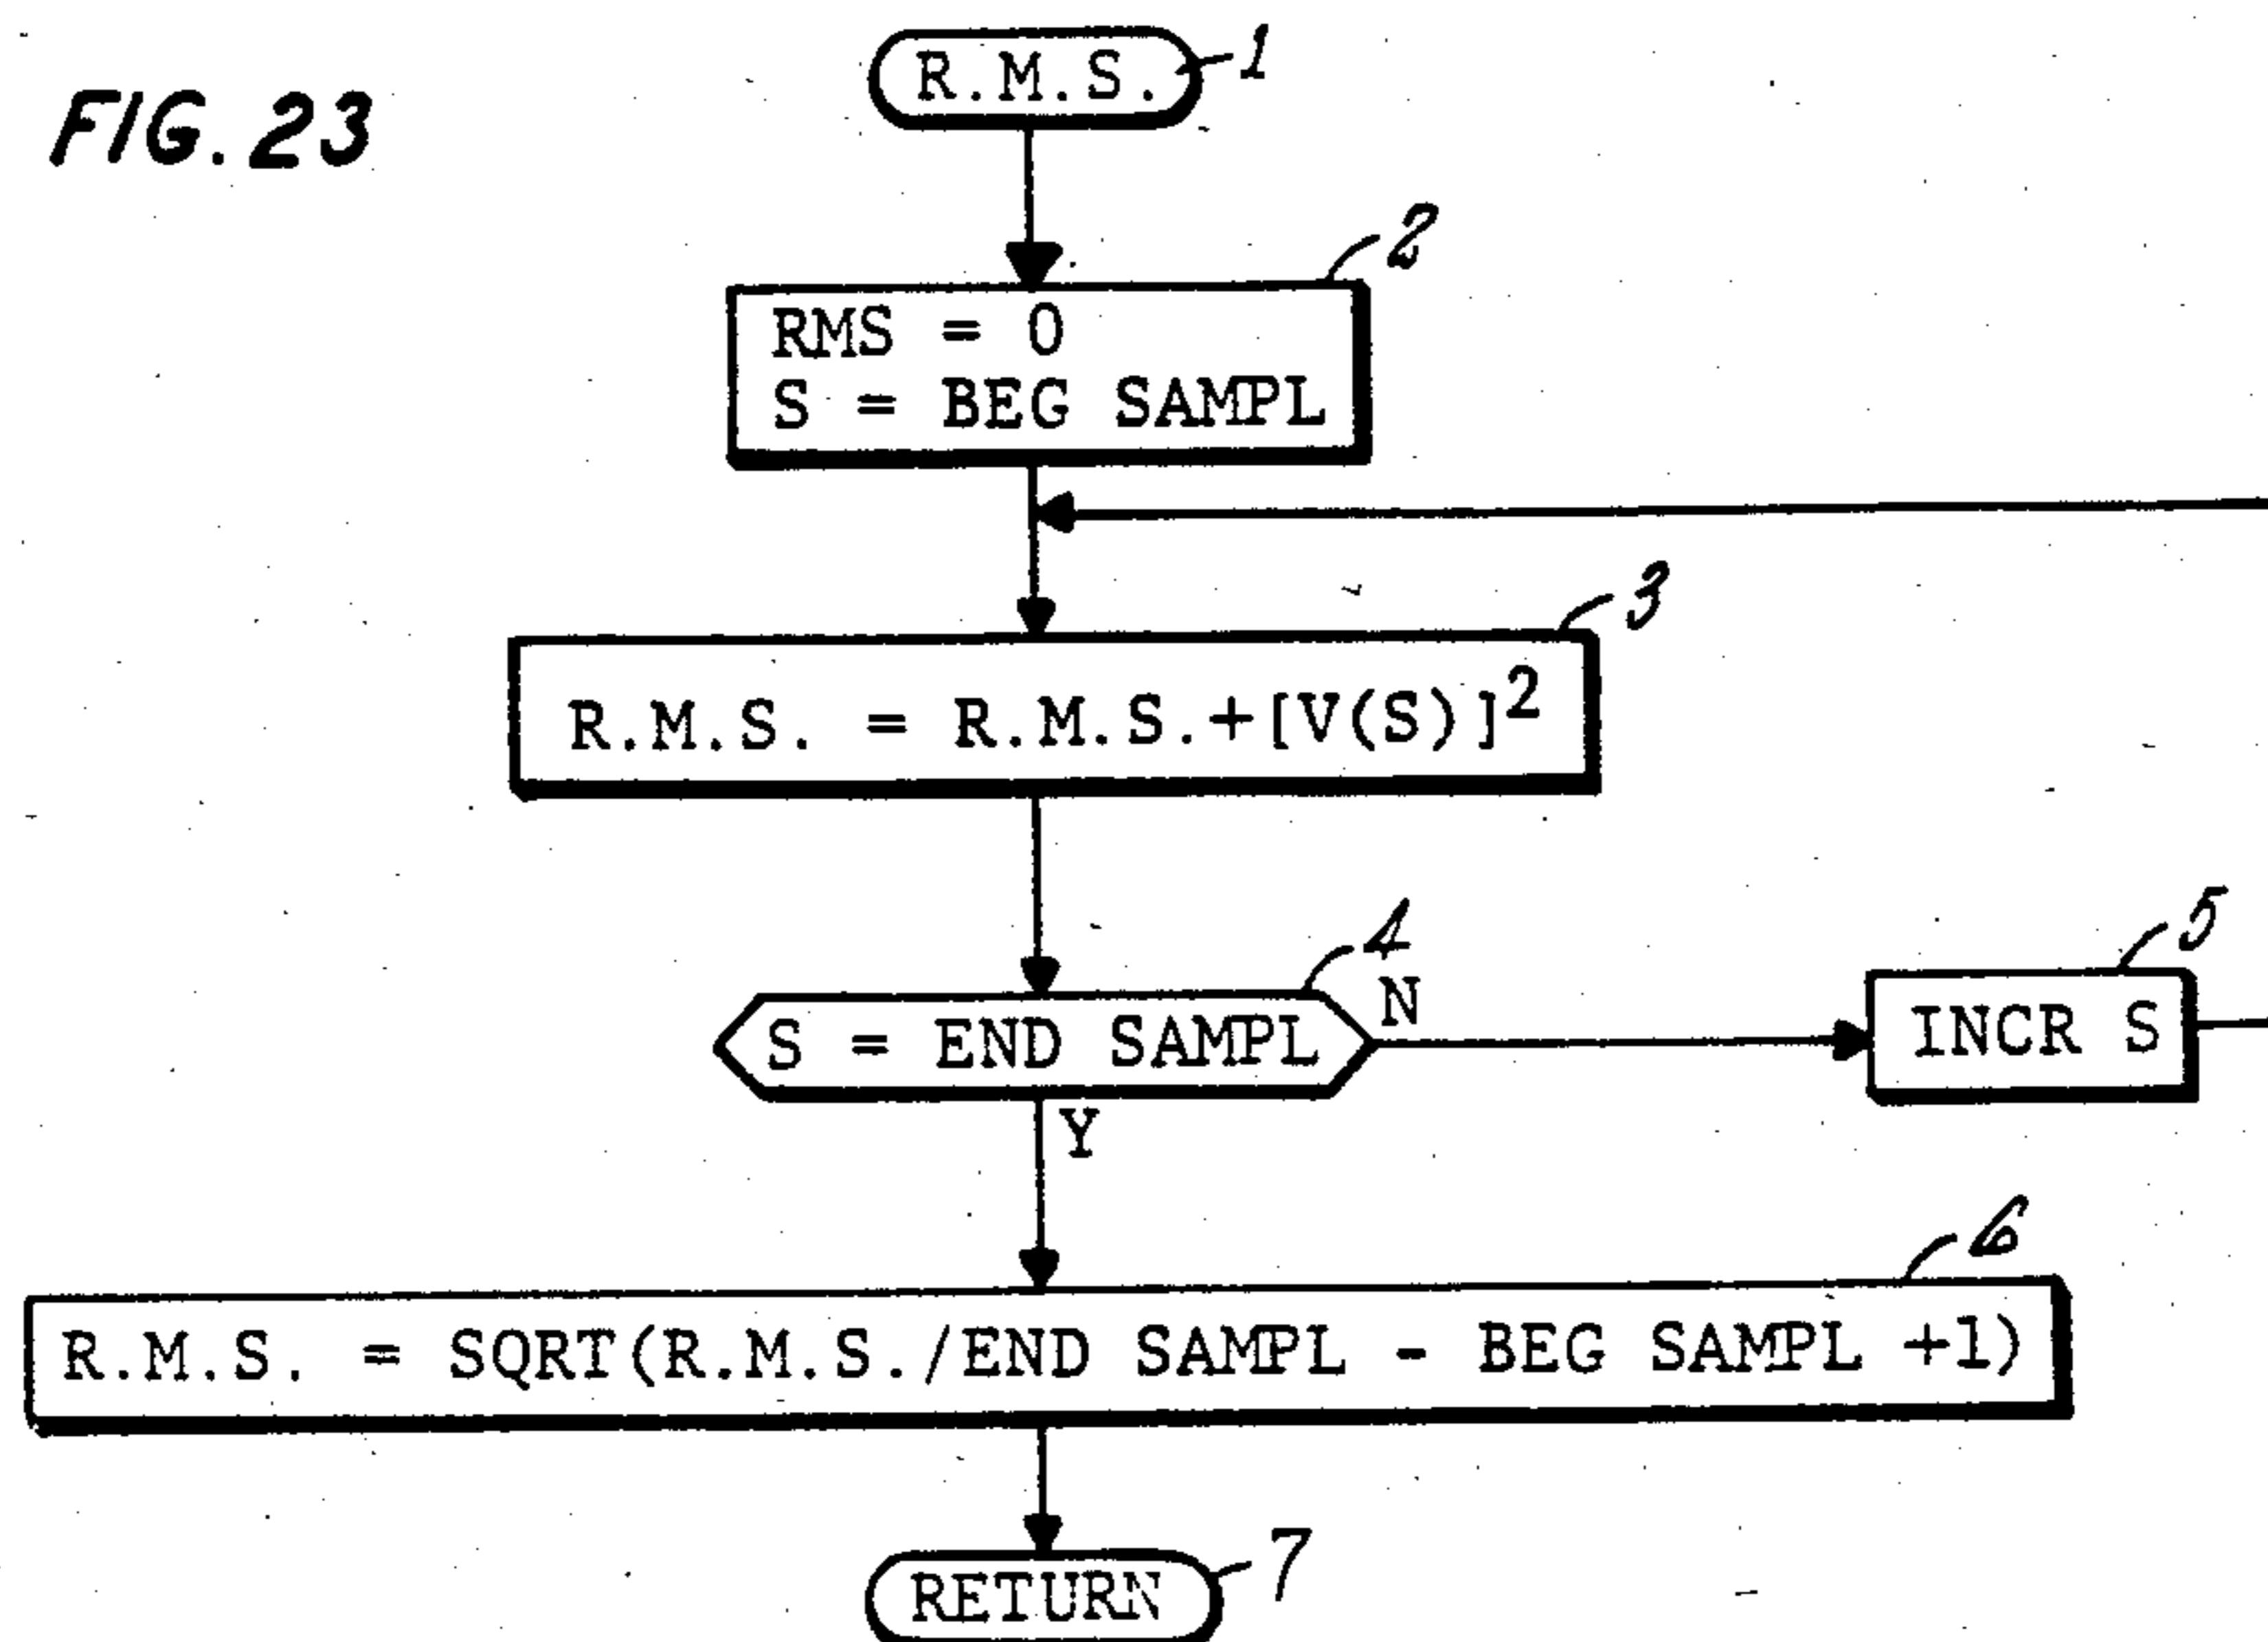 FIG. 23
R.M.S. 1
2
RMS = 0
S = BEG SAMPL
3
R.M.S. = R.M.S.+[V(S)]²
4
S = END SAMPL
N
5
INCR S
Y
6
R.M.S. = SQRT(R.M.S./END SAMPL - BEG SAMPL +1)
RETURN 7